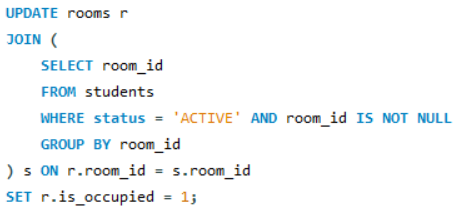 UPDATE rooms r
JOIN (
    SELECT room_id
    FROM students
    WHERE status = 'ACTIVE' AND room_id IS NOT NULL
    GROUP BY room_id
) s ON r.room_id = s.room_id
SET r.is_occupied = 1;